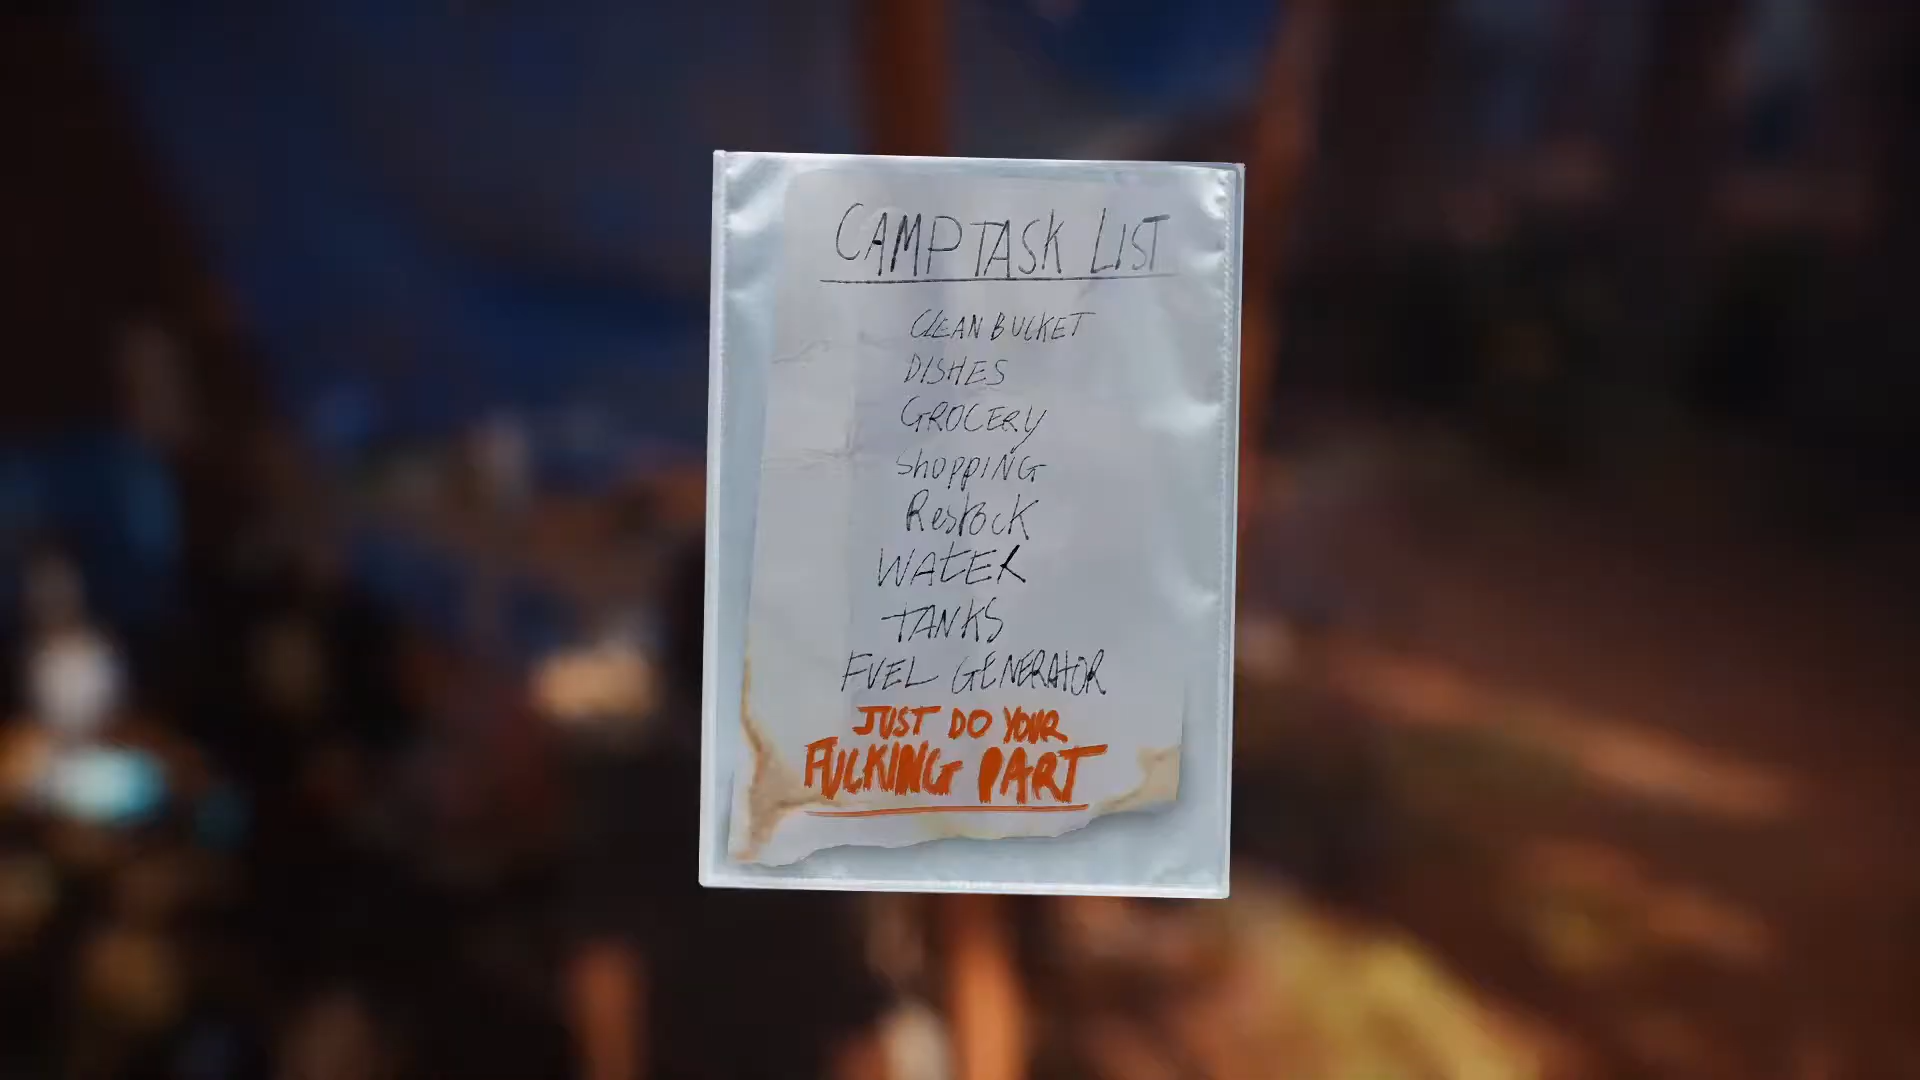 CAMP TASK LIST
CLEAN BUCKET
DISHES
GROCERY
ShOPPING
RestocK
WAtER
TANKS
FUEL GENERATOR
JUST DO YOUR
FUCKING PART